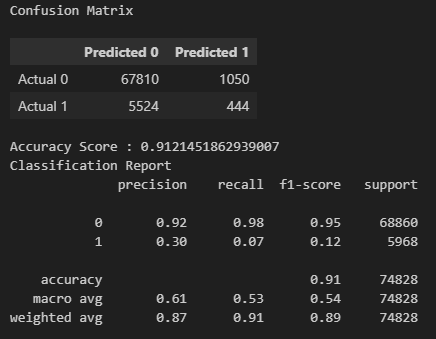 Confusion Matrix
Predicted 0 Predicted 1
Actual 0 67810 1050
Actual 1 5524 444
Accuracy Score : 0.9121451862939007
Classification Report
precision recall f1-score support
0 0.92 0.98 0.95 68860
1 0.30 0.07 0.12 5968
accuracy 0.91 74828
macro avg 0.61 0.53 0.54 74828
weighted avg 0.87 0.91 0.89 74828